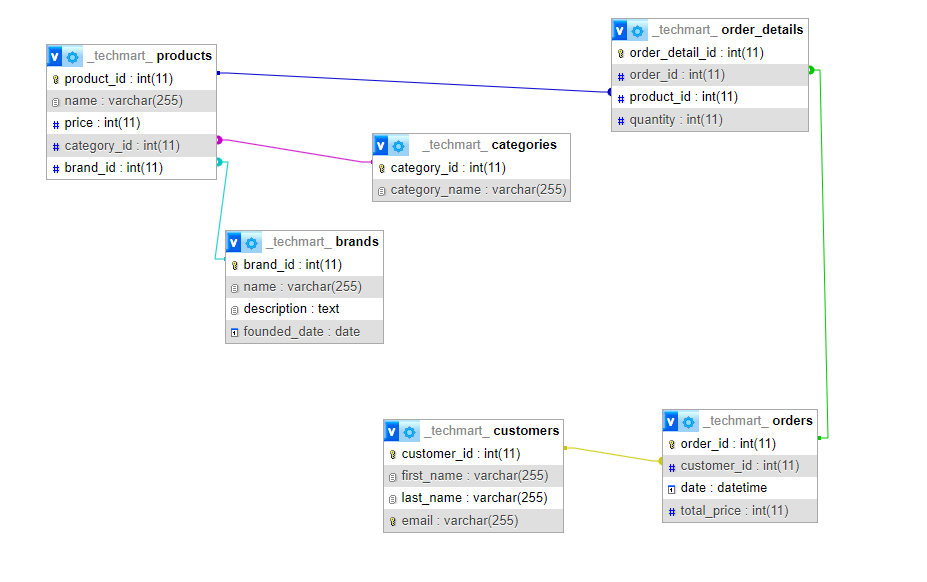 _techmart_ products
product_id : int(11)
name : varchar(255)
price : int(11)
category_id : int(11)
brand_id : int(11)
_techmart_ order_details
order_detail_id : int(11)
order_id : int(11)
product_id : int(11)
quantity : int(11)
_techmart_ categories
category_id : int(11)
category_name : varchar(255)
_techmart_ brands
brand_id : int(11)
name : varchar(255)
description : text
founded_date : date
_techmart_ customers
customer_id : int(11)
first_name : varchar(255)
last_name : varchar(255)
email : varchar(255)
_techmart_ orders
order_id : int(11)
customer_id : int(11)
date : datetime
total_price : int(11)